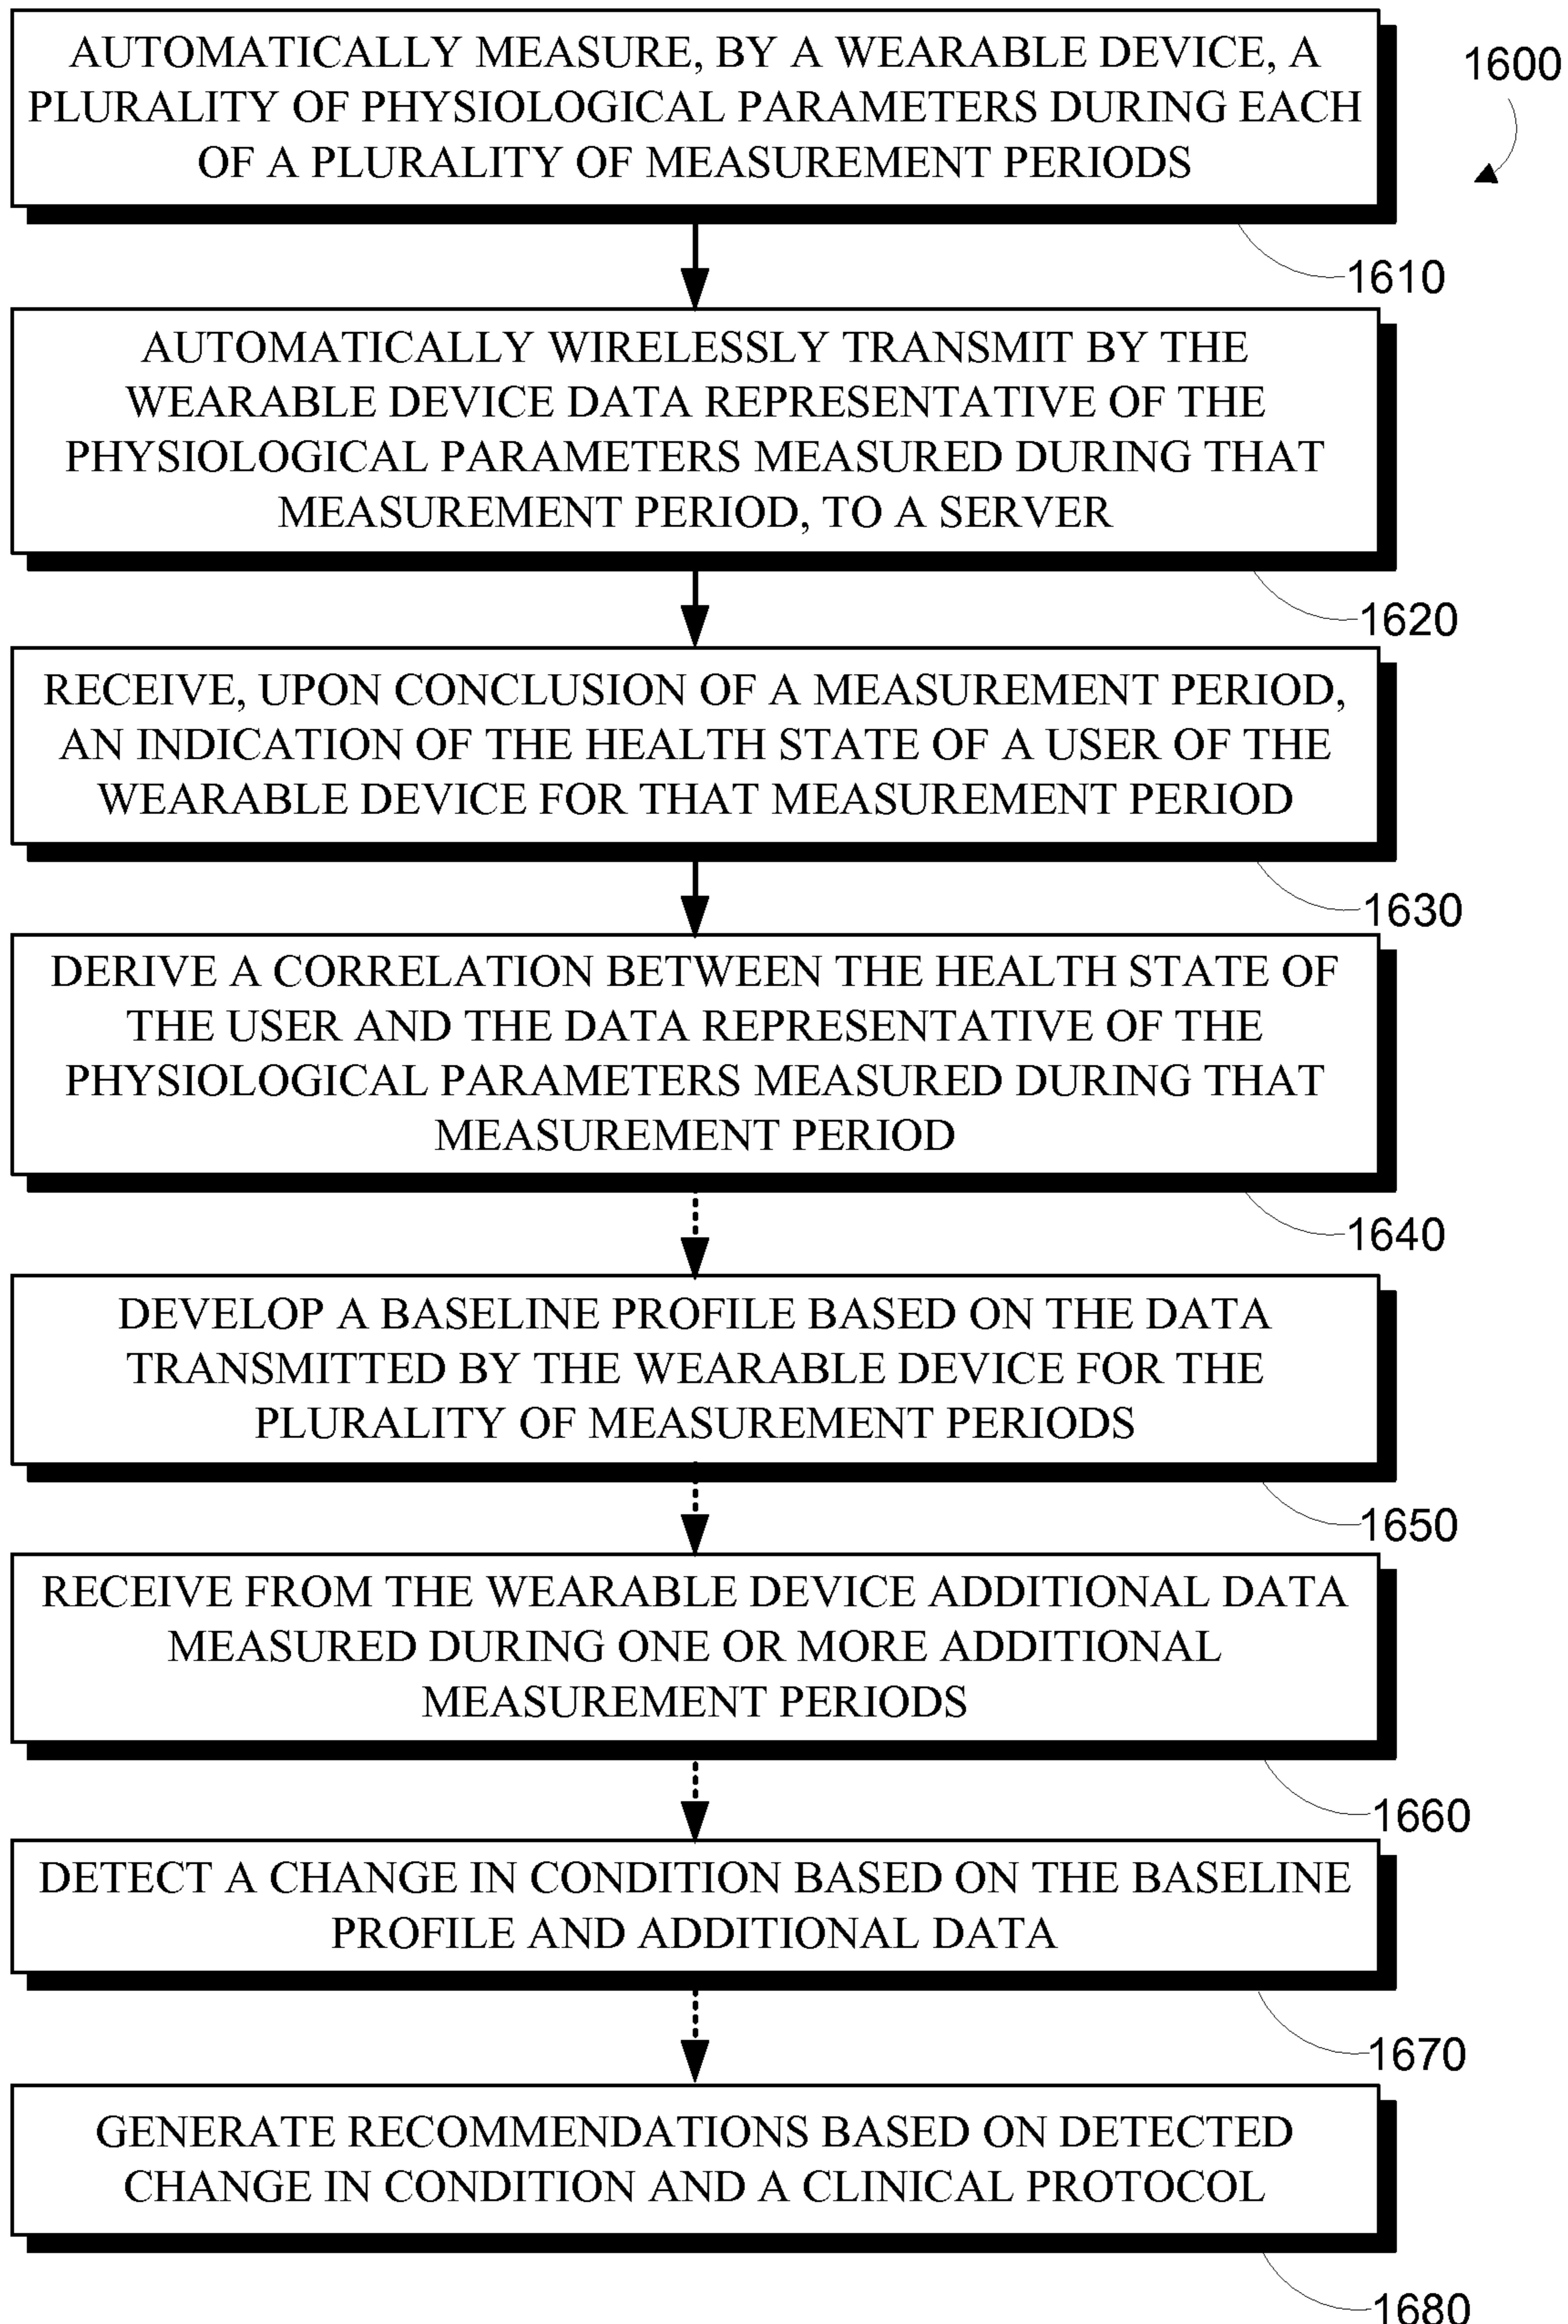 AUTOMATICALLY MEASURE, BY A WEARABLE DEVICE, A
PLURALITY OF PHYSIOLOGICAL PARAMETERS DURING EACH
OF A PLURALITY OF MEASUREMENT PERIODS
1600
1610
AUTOMATICALLY WIRELESSLY TRANSMIT BY THE
WEARABLE DEVICE DATA REPRESENTATIVE OF THE
PHYSIOLOGICAL PARAMETERS MEASURED DURING THAT
MEASUREMENT PERIOD, TO A SERVER
1620
RECEIVE, UPON CONCLUSION OF A MEASUREMENT PERIOD,
AN INDICATION OF THE HEALTH STATE OF A USER OF THE
WEARABLE DEVICE FOR THAT MEASUREMENT PERIOD
1630
DERIVE A CORRELATION BETWEEN THE HEALTH STATE OF
THE USER AND THE DATA REPRESENTATIVE OF THE
PHYSIOLOGICAL PARAMETERS MEASURED DURING THAT
MEASUREMENT PERIOD
1640
DEVELOP A BASELINE PROFILE BASED ON THE DATA
TRANSMITTED BY THE WEARABLE DEVICE FOR THE
PLURALITY OF MEASUREMENT PERIODS
1650
RECEIVE FROM THE WEARABLE DEVICE ADDITIONAL DATA
MEASURED DURING ONE OR MORE ADDITIONAL
MEASUREMENT PERIODS
1660
DETECT A CHANGE IN CONDITION BASED ON THE BASELINE
PROFILE AND ADDITIONAL DATA
1670
GENERATE RECOMMENDATIONS BASED ON DETECTED
CHANGE IN CONDITION AND A CLINICAL PROTOCOL
1680